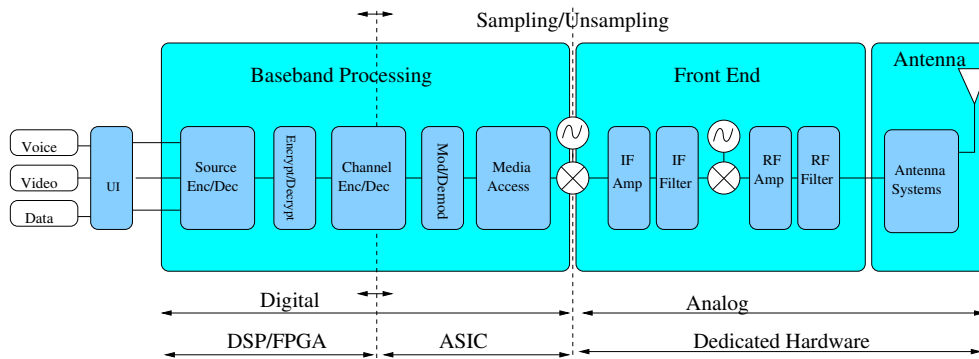 Sampling/Unsampling
Baseband Processing
Front End
Antenna
Voice
Video
Data
UI
Source
Enc/Dec
Encrypt/Decrypt
Channel
Enc/Dec
Mod/Demod
Media
Access
IF
Amp
IF
Filter
RF
Amp
RF
Filter
Antenna
Systems
Digital
Analog
DSP/FPGA
ASIC
Dedicated Hardware